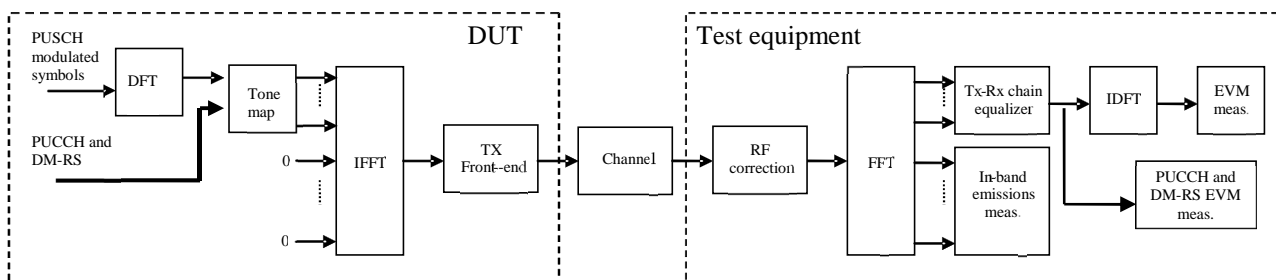 DUT
Test equipment
PUSCH
modulated
symbols
DFT
Tone
map
PUCCH and
DM-RS
0
0
IFFT
TX
Front--end
Channel
RF
correction
FFT
Tx-Rx chain
equalizer
IDFT
EVM
meas.
In-band
emissions
meas.
PUCCH and
DM-RS EVM
meas.